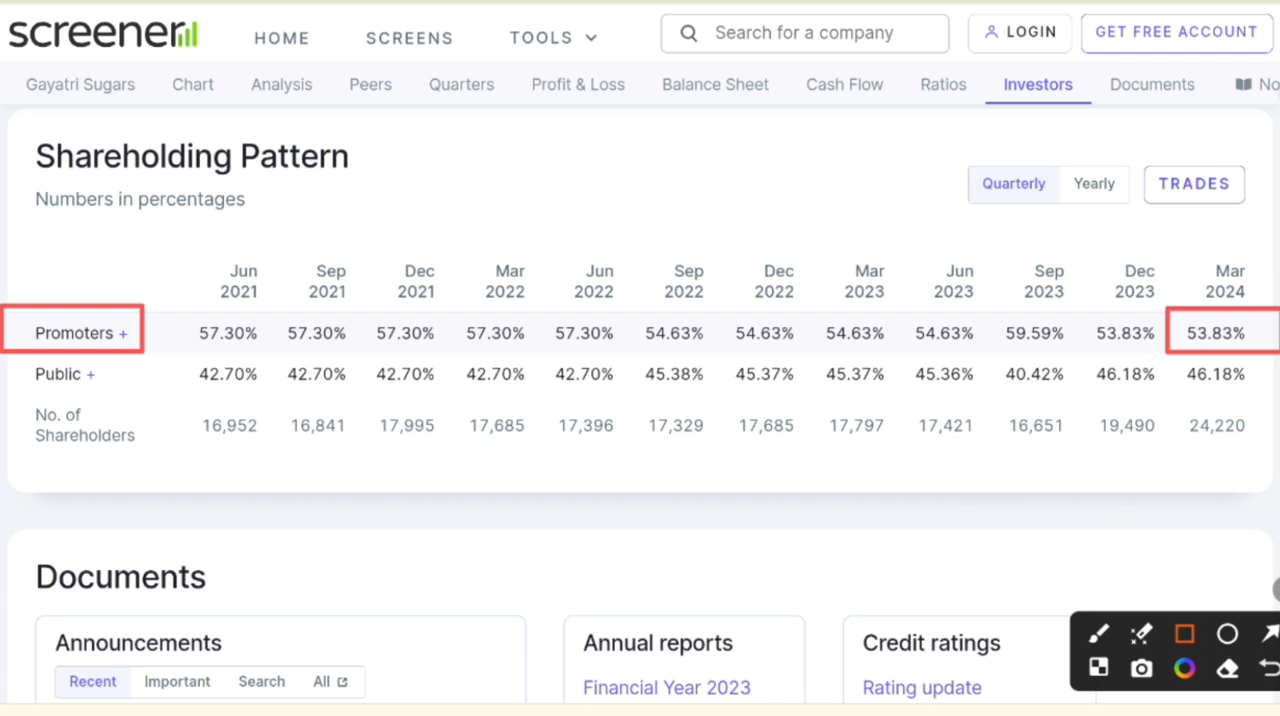 screener
HOME SCREENS TOOLS
Search for a company
LOGIN
GET FREE ACCOUNT
Gayatri Sugars Chart Analysis Peers Quarters Profit & Loss Balance Sheet Cash Flow Ratios Investors Documents No
Shareholding Pattern
Numbers in percentages
Quarterly Yearly TRADES
Jun 2021 Sep 2021 Dec 2021 Mar 2022 Jun 2022 Sep 2022 Dec 2022 Mar 2023 Jun 2023 Sep 2023 Dec 2023 Mar 2024
Promoters + 57.30% 57.30% 57.30% 57.30% 57.30% 54.63% 54.63% 54.63% 54.63% 59.59% 53.83% 53.83%
Public + 42.70% 42.70% 42.70% 42.70% 42.70% 45.38% 45.37% 45.37% 45.36% 40.42% 46.18% 46.18%
No. of Shareholders 16,952 16,841 17,995 17,685 17,396 17,329 17,685 17,797 17,421 16,651 19,490 24,220
Documents
Announcements
Recent Important Search All
Annual reports
Financial Year 2023
Credit ratings
Rating update